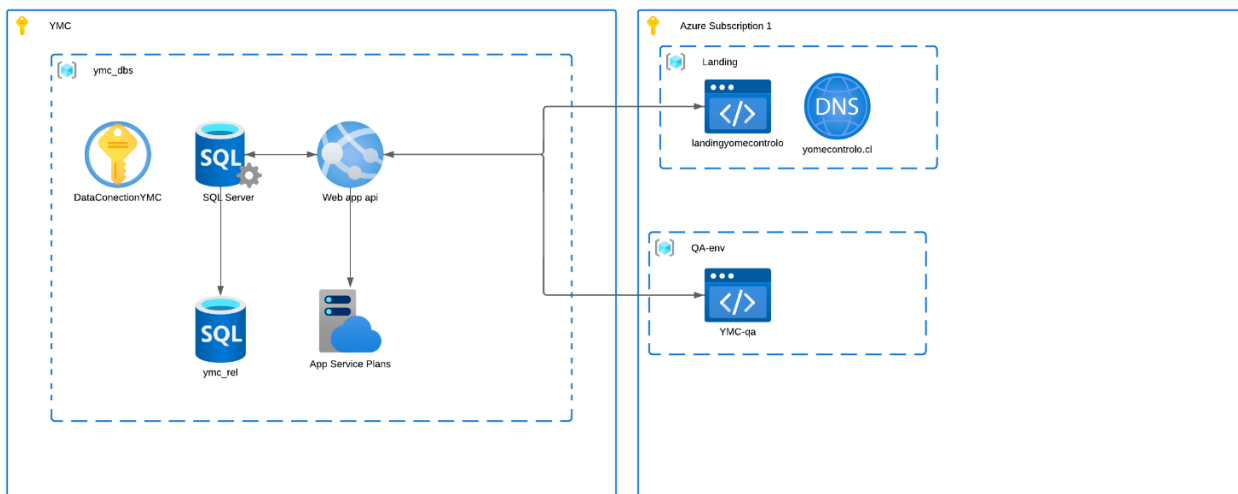 YMC
ymc_dbs
DataConectionYMC
SQL
SQL Server
Web app api
SQL
ymc_rel
App Service Plans
Azure Subscription 1
Landing
landingyomecontrolo
DNS
yomecontrolo.cl
QA-env
YMC-qa